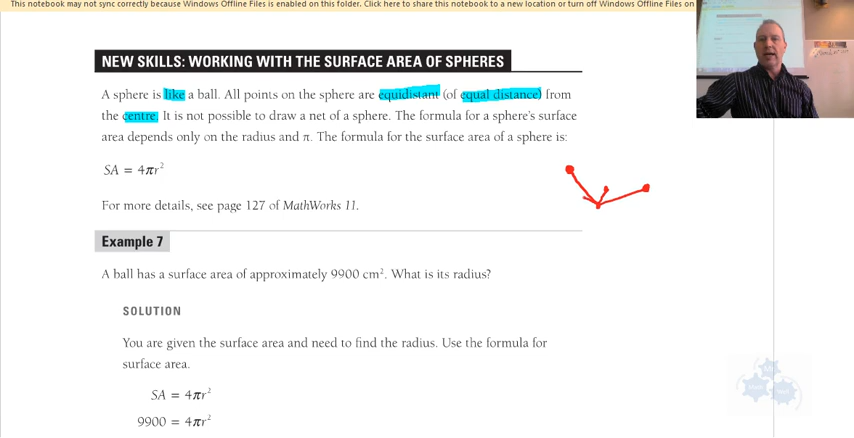 This notebook may not sync correctly because Windows Offline Files is enabled on this folder. Click here to share this notebook to a new location or turn off Windows Offline Files on
NEW SKILLS: WORKING WITH THE SURFACE AREA OF SPHERES
A sphere is like a ball. All points on the sphere are equidistant (of equal distance) from
the centre. It is not possible to draw a net of a sphere. The formula for a sphere's surface
area depends only on the radius and π. The formula for the surface area of a sphere is:
SA = 4πr²
For more details, see page 127 of MathWorks 11.
Example 7
A ball has a surface area of approximately 9900 cm². What is its radius?
SOLUTION
You are given the surface area and need to find the radius. Use the formula for
surface area.
SA = 4πr²
9900 = 4πr²